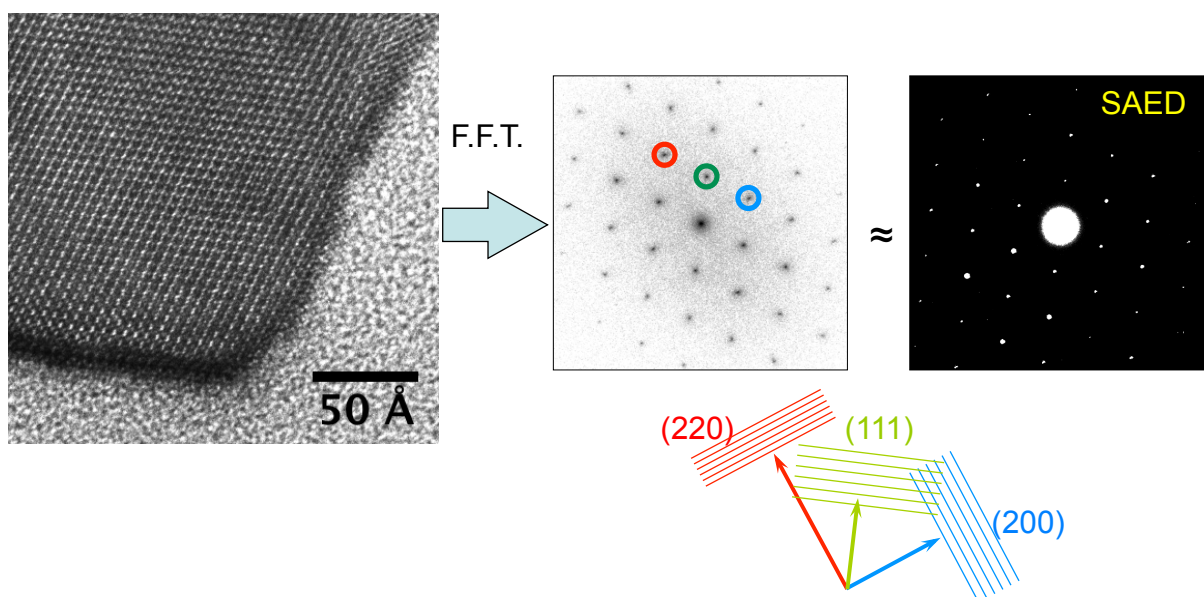 F.F.T.
SAED
≈
50 Å
(220)
(111)
(200)